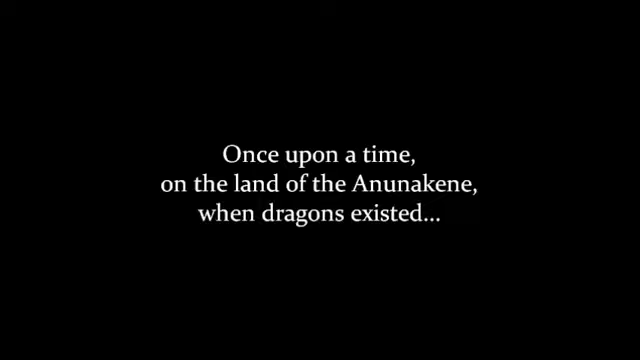 Once upon a time,
on the land of the Anunakene,
when dragons existed...